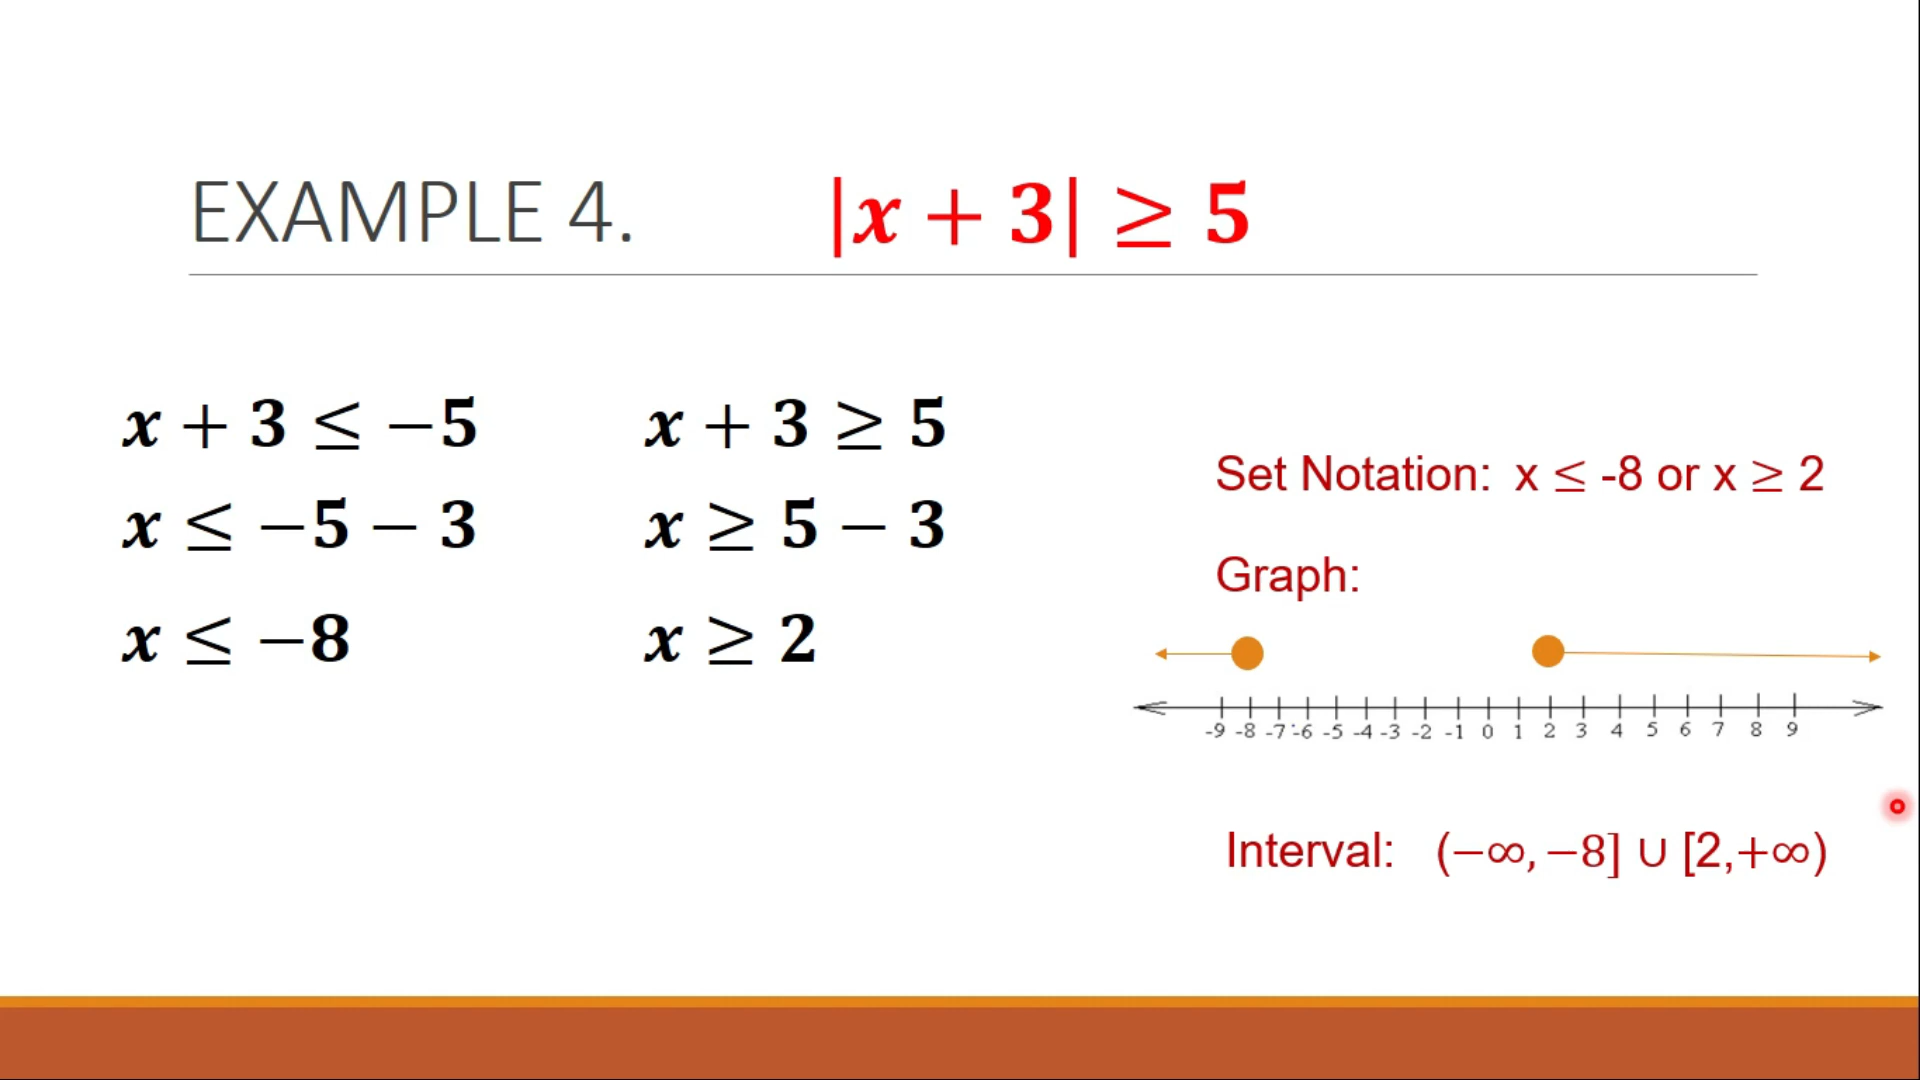 EXAMPLE 4. |x + 3| ≥ 5
x + 3 ≤ −5
x ≤ −5 − 3
x ≤ −8
x + 3 ≥ 5
x ≥ 5 − 3
x ≥ 2
Set Notation: x ≤ -8 or x ≥ 2
Graph:
-9 -8 -7 -6 -5 -4 -3 -2 -1 0 1 2 3 4 5 6 7 8 9
Interval: (−∞, −8] ∪ [2,+∞)